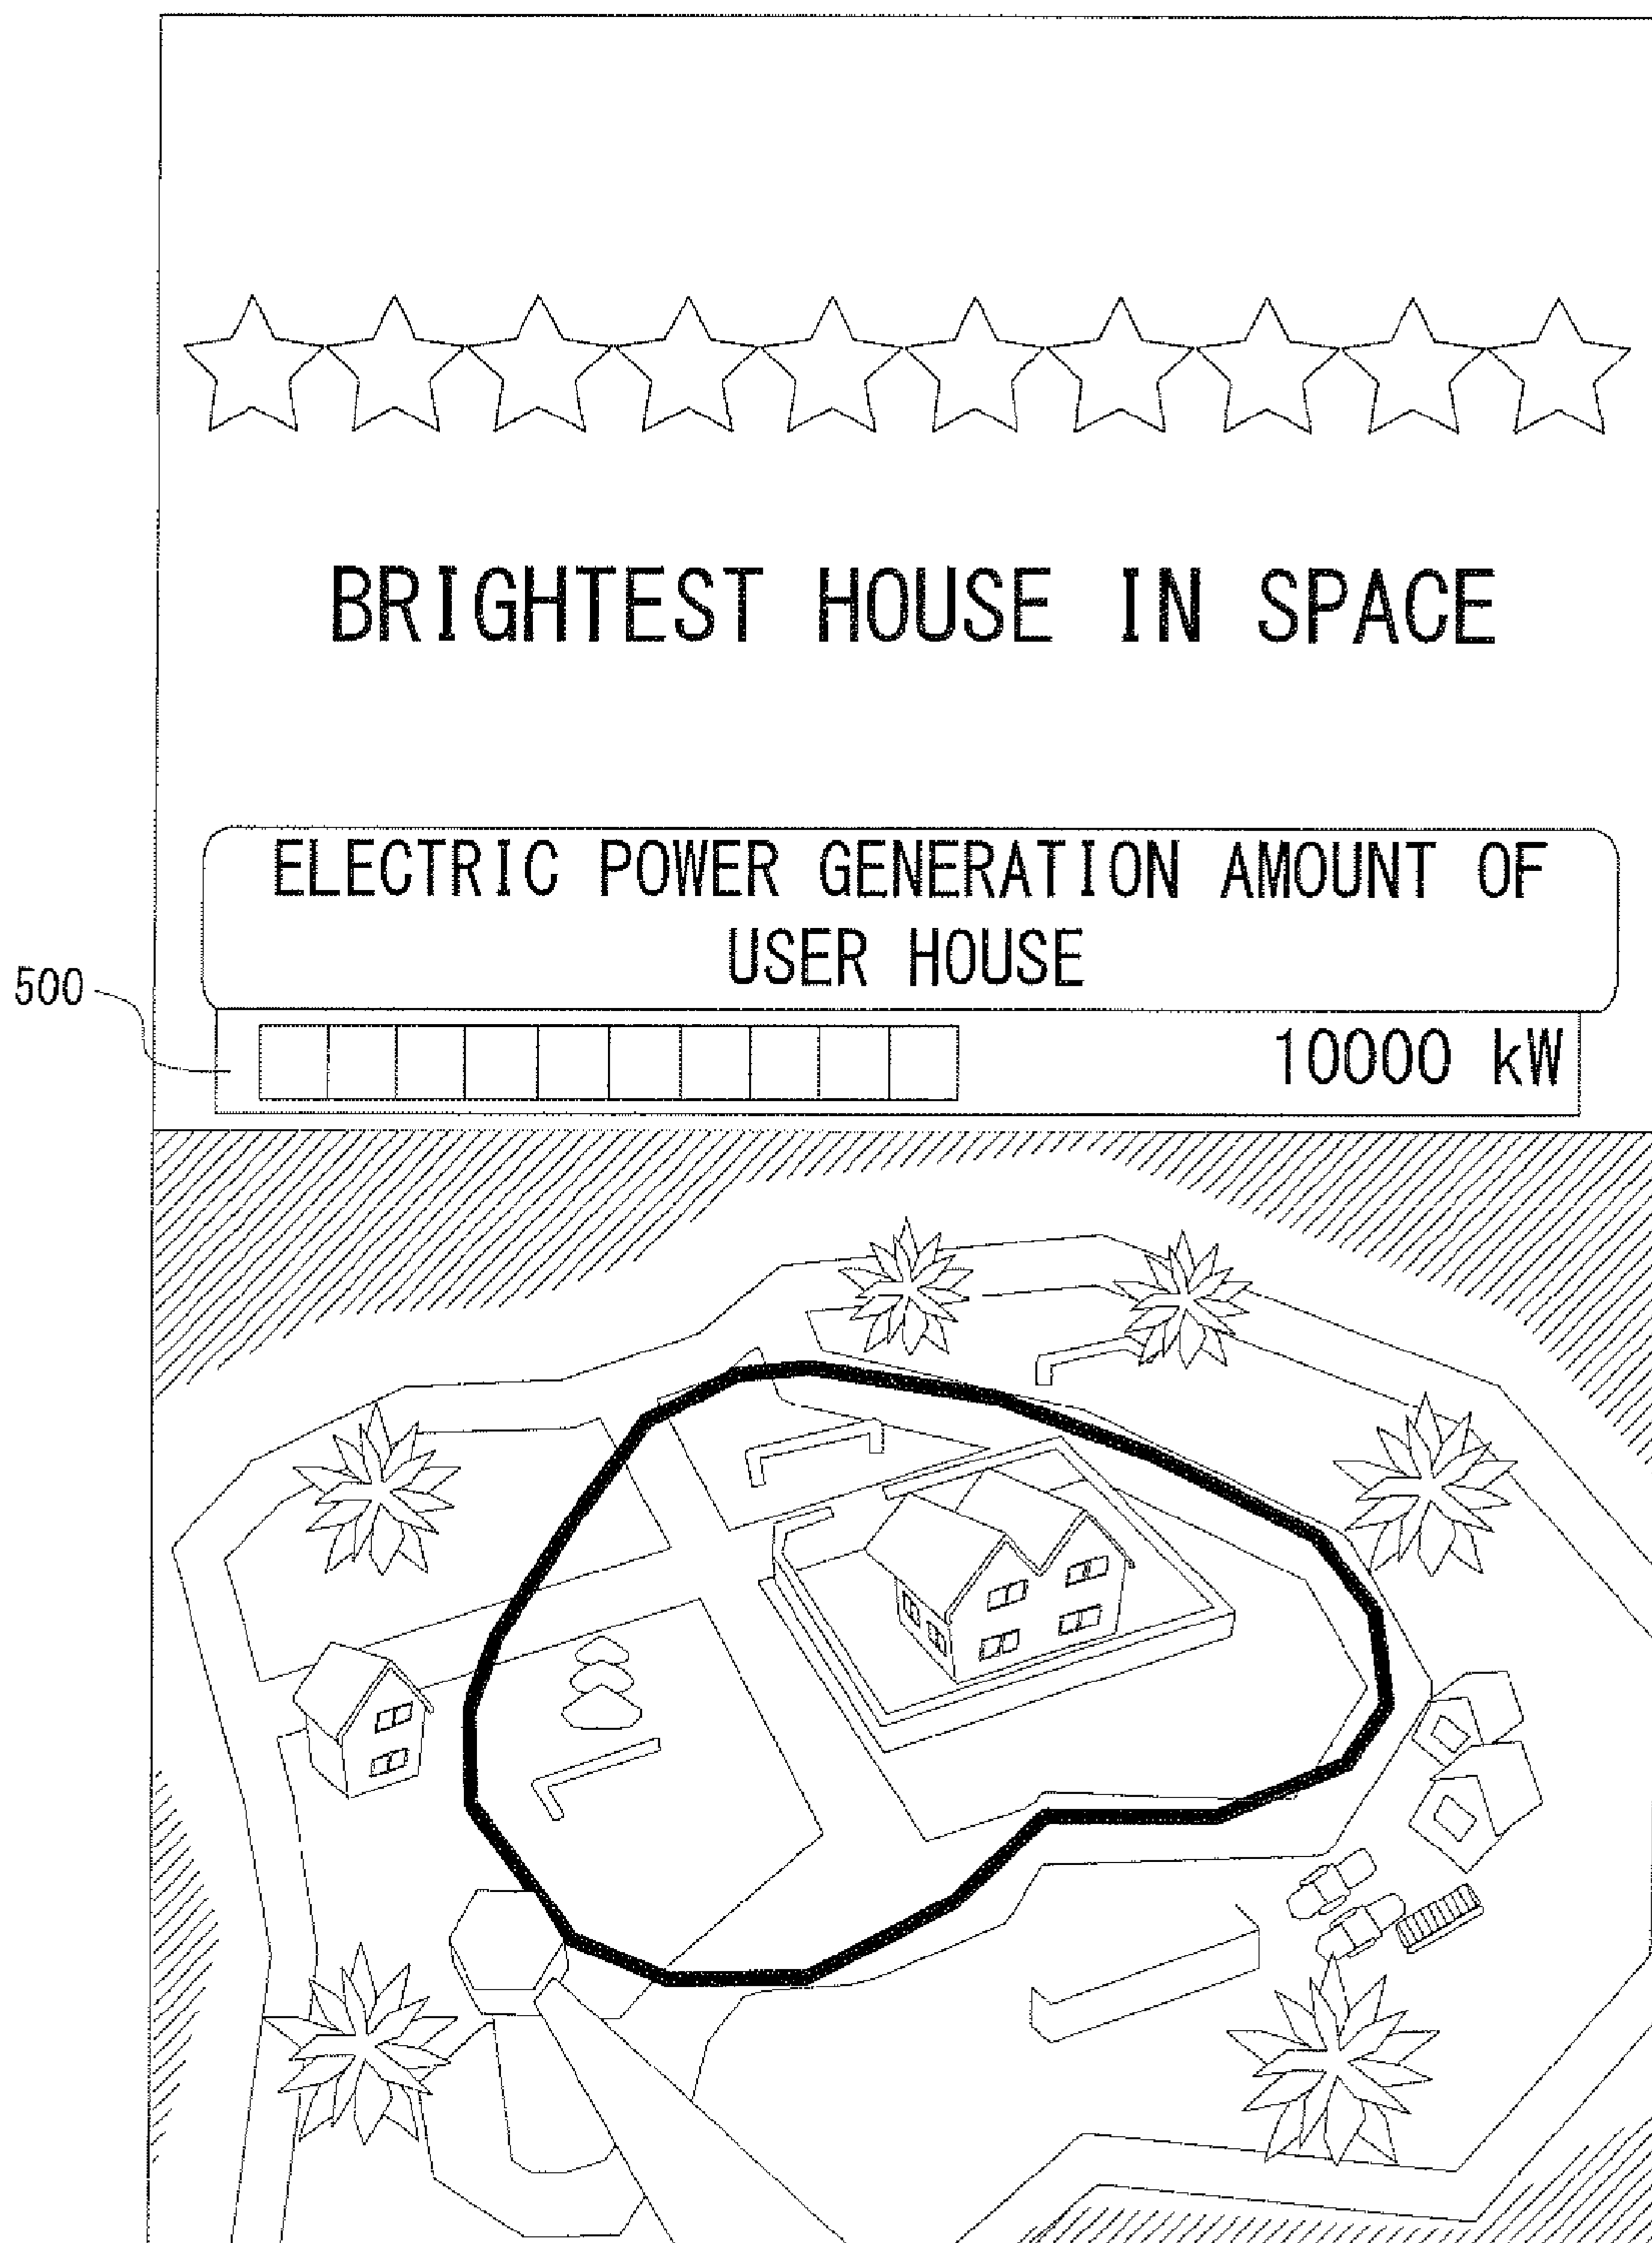 BRIGHTEST HOUSE IN SPACE
ELECTRIC POWER GENERATION AMOUNT OF
USER HOUSE
500
10000 kW